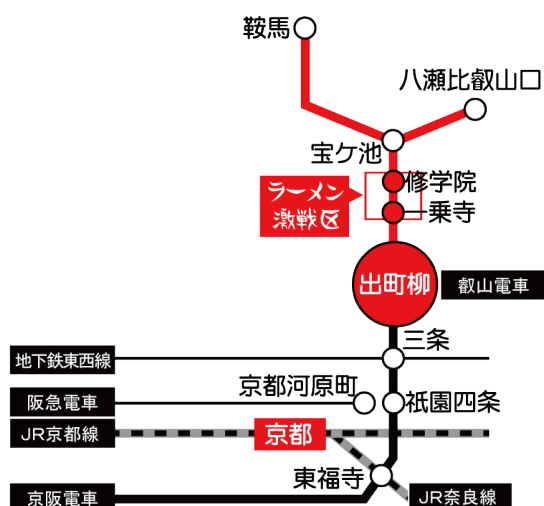 鞍馬
八瀬比叡山口
宝ケ池
修学院
ラーメン
激戦区
一乗寺
出町柳
叡山電車
三条
地下鉄東西線
京都河原町
祇園四条
阪急電車
JR京都線
京都
東福寺
京阪電車
JR奈良線